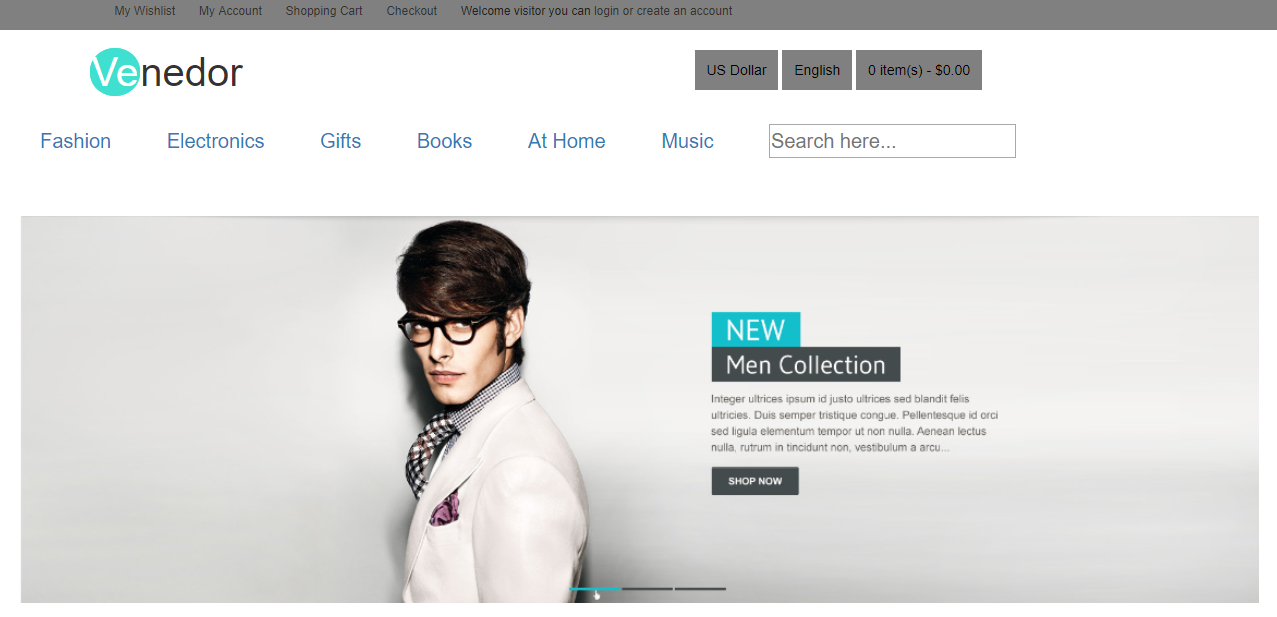 My Wishlist My Account Shopping Cart Checkout Welcome visitor you can login or create an account
Venedor
US Dollar English 0 item(s) - $0.00
Fashion Electronics Gifts Books At Home Music Search here...
NEW
Men Collection
Integer ultrices ipsum id justo ultrices sed blandit felis
ultricies. Duis semper tristique congue. Pellentesque id orci
sed ligula elementum tempor ut non nulla. Aenean lectus
nulla, rutrum in tincidunt non, vestibulum a arcu...
SHOP NOW